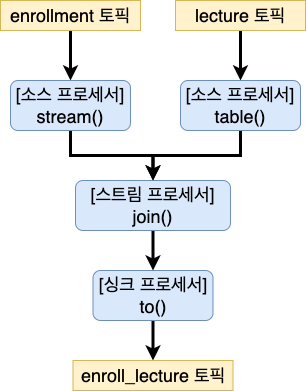 enrollment 토픽
lecture 토픽
[소스 프로세서]
stream()
[소스 프로세서]
table()
[스트림 프로세서]
join()
[싱크 프로세서]
to()
enroll_lecture 토픽